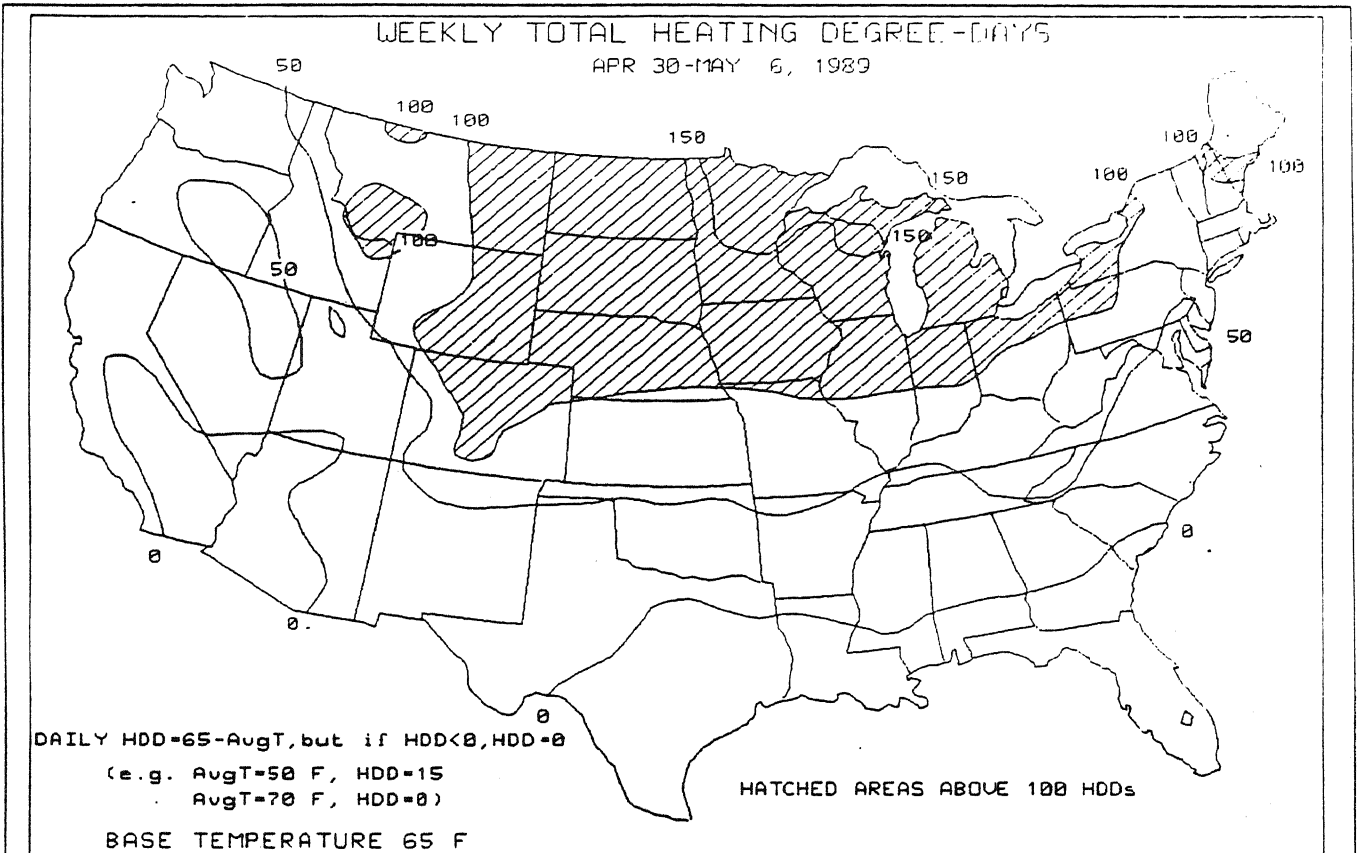 WEEKLY TOTAL HEATING DEGREE-DAYS
APR 30-MAY 6, 1989
50
100
100
150
100
100
150
100
100
150
50
50
0
0
0.
0
DAILY HDD=65-AvgT,but if HDD<0,HDD=0
(e.g. AvgT=50 F, HDD=15
AvgT=70 F, HDD=0)
HATCHED AREAS ABOVE 100 HDDs
BASE TEMPERATURE 65 F